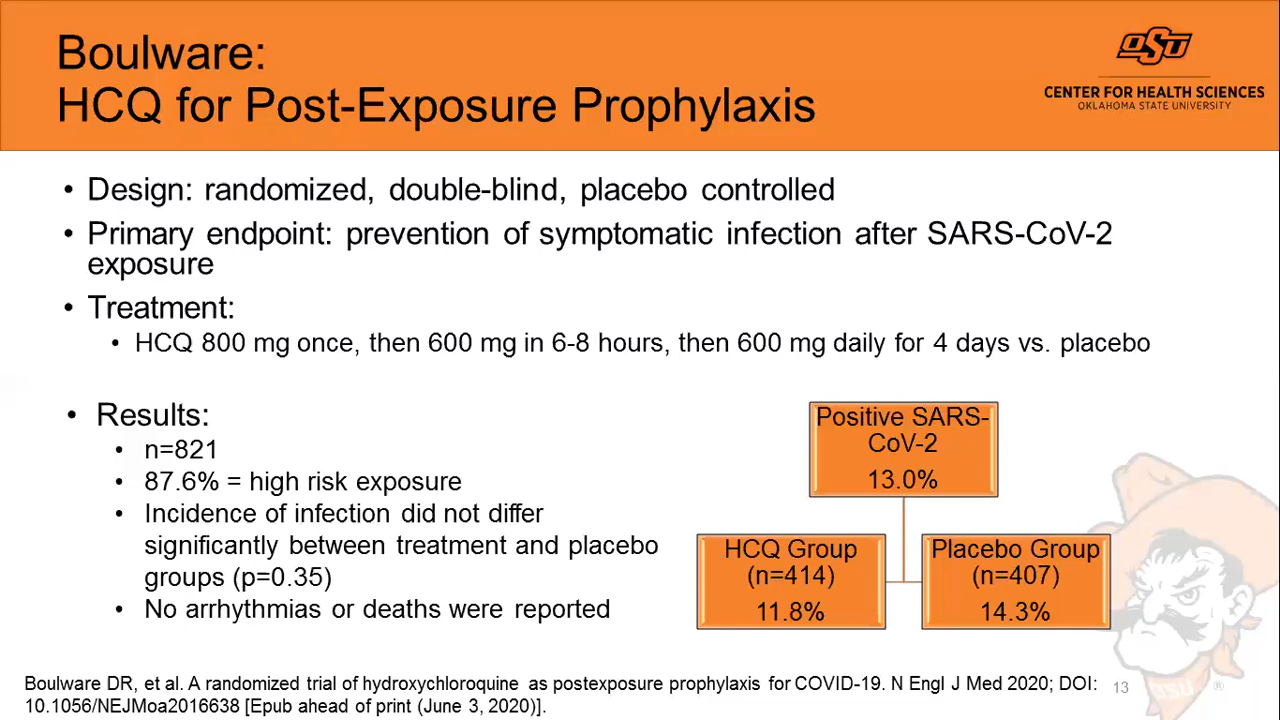 Boulware:
HCQ for Post-Exposure Prophylaxis
OSU
CENTER FOR HEALTH SCIENCES
OKLAHOMA STATE UNIVERSITY
• Design: randomized, double-blind, placebo controlled
• Primary endpoint: prevention of symptomatic infection after SARS-CoV-2
exposure
• Treatment:
• HCQ 800 mg once, then 600 mg in 6-8 hours, then 600 mg daily for 4 days vs. placebo
• Results:
• n=821
• 87.6% = high risk exposure
• Incidence of infection did not differ
significantly between treatment and placebo
groups (p=0.35)
• No arrhythmias or deaths were reported
Positive SARS-
CoV-2
13.0%
HCQ Group
(n=414)
11.8%
Placebo Group
(n=407)
14.3%
Boulware DR, et al. A randomized trial of hydroxychloroquine as postexposure prophylaxis for COVID-19. N Engl J Med 2020; DOI:
10.1056/NEJMoa2016638 [Epub ahead of print (June 3, 2020)].
13
OSU
®